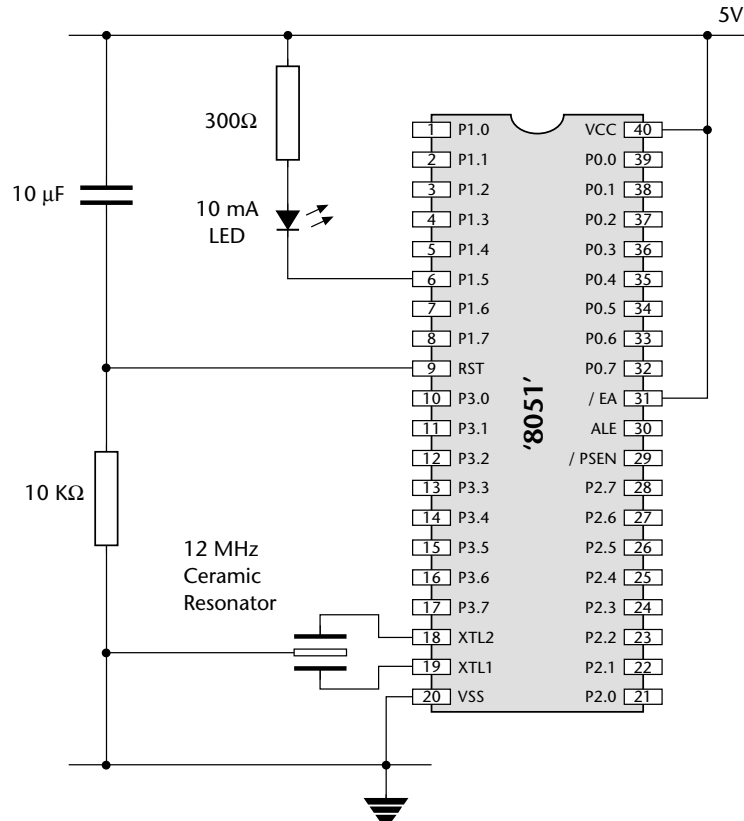 5V
300Ω
10 µF
10 mA
LED
10 KΩ
12 MHz
Ceramic
Resonator
'8051'
1 P1.0 VCC 40
2 P1.1 P0.0 39
3 P1.2 P0.1 38
4 P1.3 P0.2 37
5 P1.4 P0.3 36
6 P1.5 P0.4 35
7 P1.6 P0.5 34
8 P1.7 P0.6 33
9 RST P0.7 32
10 P3.0 / EA 31
11 P3.1 ALE 30
12 P3.2 / PSEN 29
13 P3.3 P2.7 28
14 P3.4 P2.6 27
15 P3.5 P2.5 26
16 P3.6 P2.4 25
17 P3.7 P2.3 24
18 XTL2 P2.2 23
19 XTL1 P2.1 22
20 VSS P2.0 21